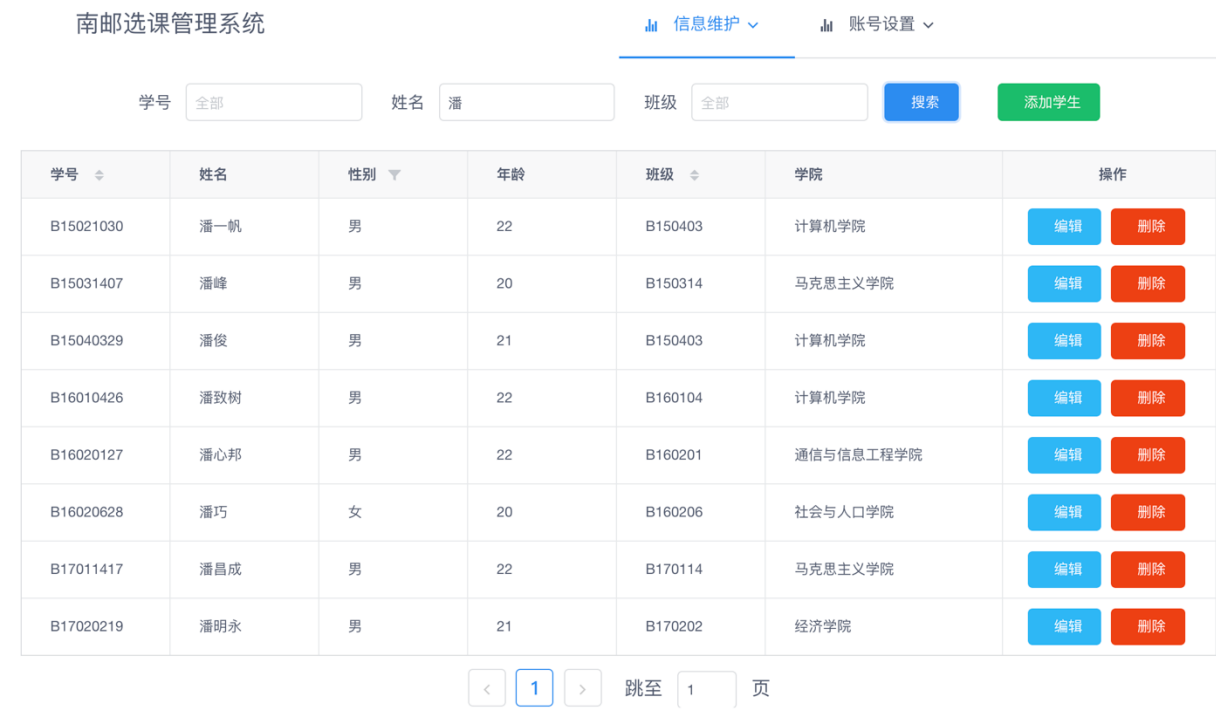 南邮选课管理系统 信息维护 账号设置
学号 全部 姓名 潘 班级 全部 搜索 添加学生
学号 姓名 性别 年龄 班级 学院 操作
B15021030 潘一帆 男 22 B150403 计算机学院 编辑 删除
B15031407 潘峰 男 20 B150314 马克思主义学院 编辑 删除
B15040329 潘俊 男 21 B150403 计算机学院 编辑 删除
B16010426 潘致树 男 22 B160104 计算机学院 编辑 删除
B16020127 潘心邦 男 22 B160201 通信与信息工程学院 编辑 删除
B16020628 潘巧 女 20 B160206 社会与人口学院 编辑 删除
B17011417 潘昌成 男 22 B170114 马克思主义学院 编辑 删除
B17020219 潘明永 男 21 B170202 经济学院 编辑 删除
1 跳至 1 页